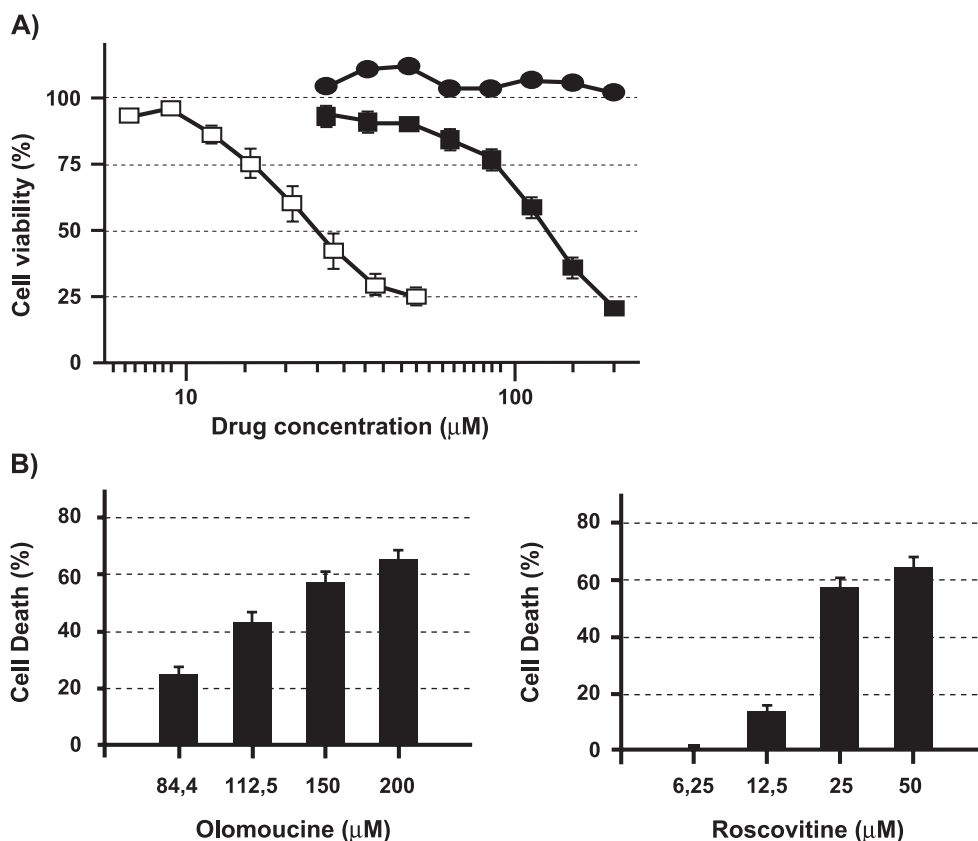 A)
Cell viability (%)
100
75
50
25
0
10
100
Drug concentration (μM)
B)
Cell Death (%)
80
60
40
20
0
84,4 112,5 150 200
Olomoucine (μM)
Cell Death (%)
80
60
40
20
0
6,25 12,5 25 50
Roscovitine (μM)